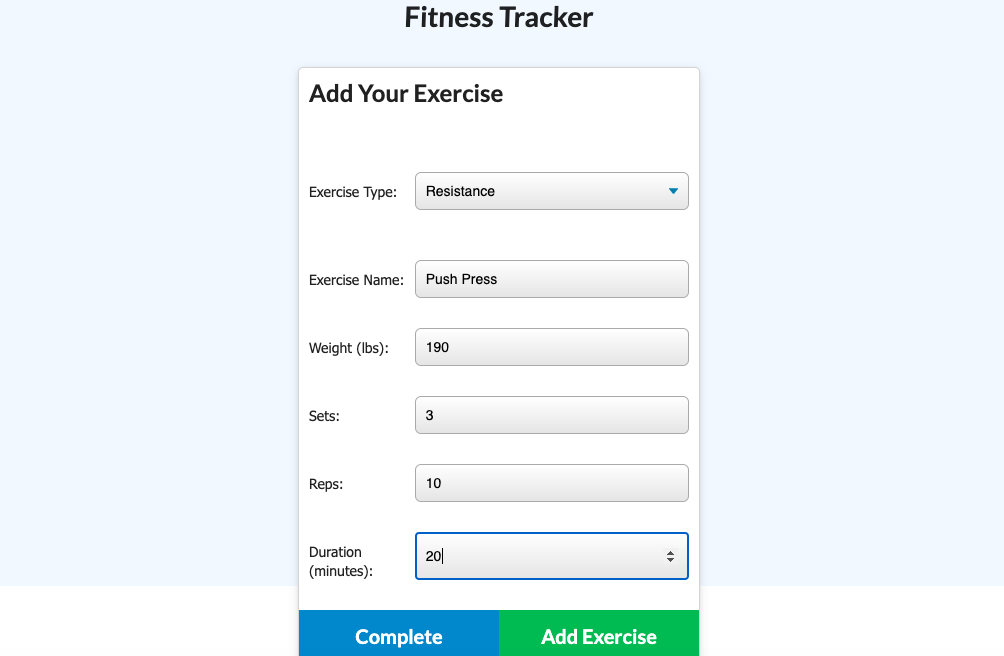 Fitness Tracker
Add Your Exercise
Exercise Type: Resistance
Exercise Name: Push Press
Weight (lbs): 190
Sets: 3
Reps: 10
Duration
(minutes): 20
Complete Add Exercise